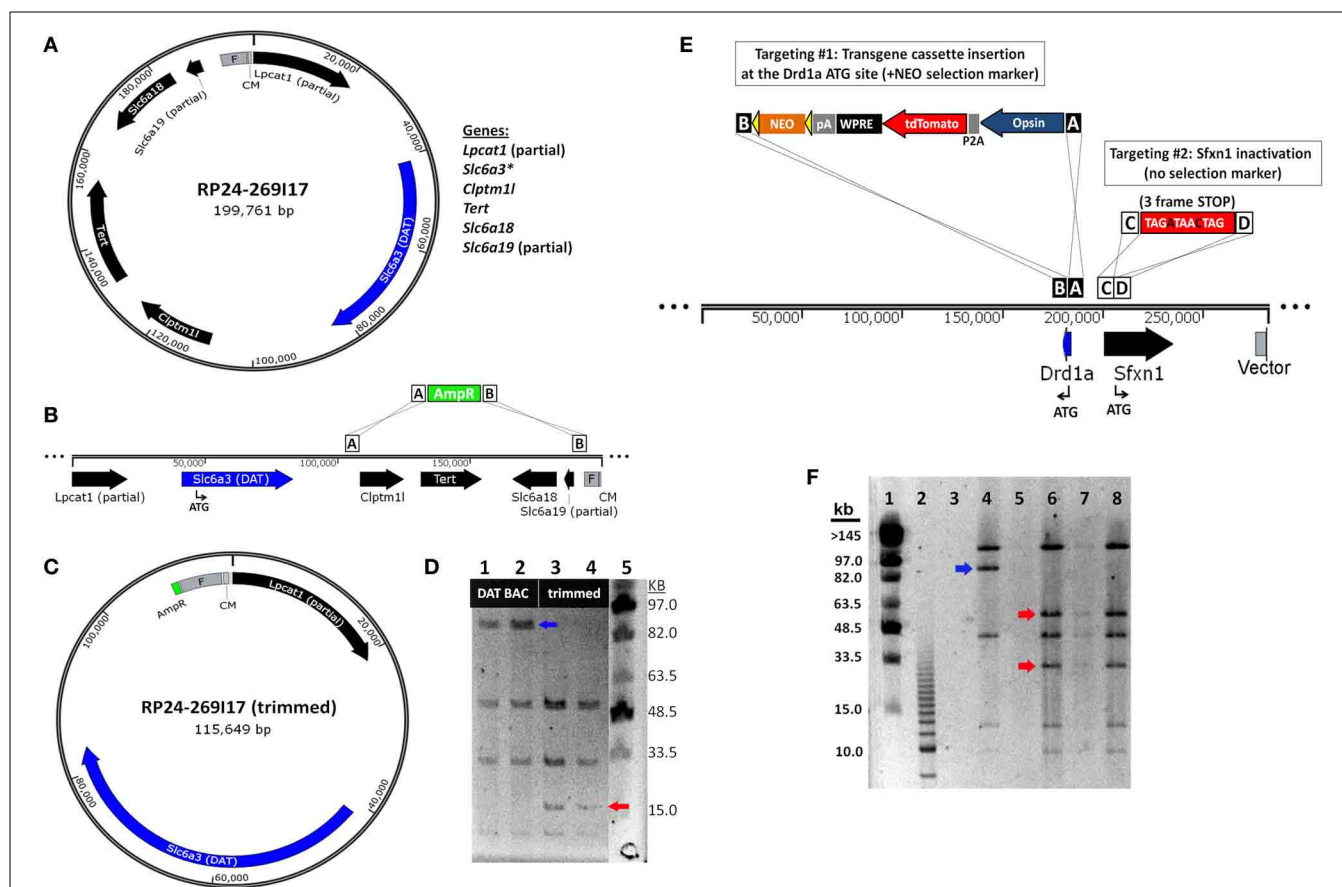 A
F
CM
Lpcat1 (partial)
20,000
40,000
60,000
80,000
100,000
120,000
140,000
160,000
180,000
Slc6a18
Slc6a19 (partial)
Slc6a3 (DAT)
Clptm1l
Tert
RP24-269I17
199,761 bp
Genes:
Lpcat1 (partial)
Slc6a3*
Clptm1l
Tert
Slc6a18
Slc6a19 (partial)
B
A AmpR B
A B
50,000 100,000 150,000
Lpcat1 (partial)
Slc6a3 (DAT)
ATG
Clptm1l
Tert
Slc6a18
Slc6a19 (partial)
F
CM
C
AmpR
F
CM
Lpcat1 (partial)
20,000
40,000
60,000
80,000
100,000
Slc6a3 (DAT)
RP24-269I17 (trimmed)
115,649 bp
D
1 2 3 4 5
DAT BAC trimmed
KB
97.0
82.0
63.5
48.5
33.5
15.0
E
Targeting #1: Transgene cassette insertion
at the Drd1a ATG site (+NEO selection marker)
B NEO pA WPRE tdTomato P2A Opsin A
Targeting #2: Sfxn1 inactivation
(no selection marker)
(3 frame STOP)
C TAGATAACTAG D
B A C D
50,000 100,000 150,000 200,000 250,000
Drd1a
ATG
Sfxn1
ATG
Vector
F
1 2 3 4 5 6 7 8
kb
>145
97.0
82.0
63.5
48.5
33.5
15.0
10.0